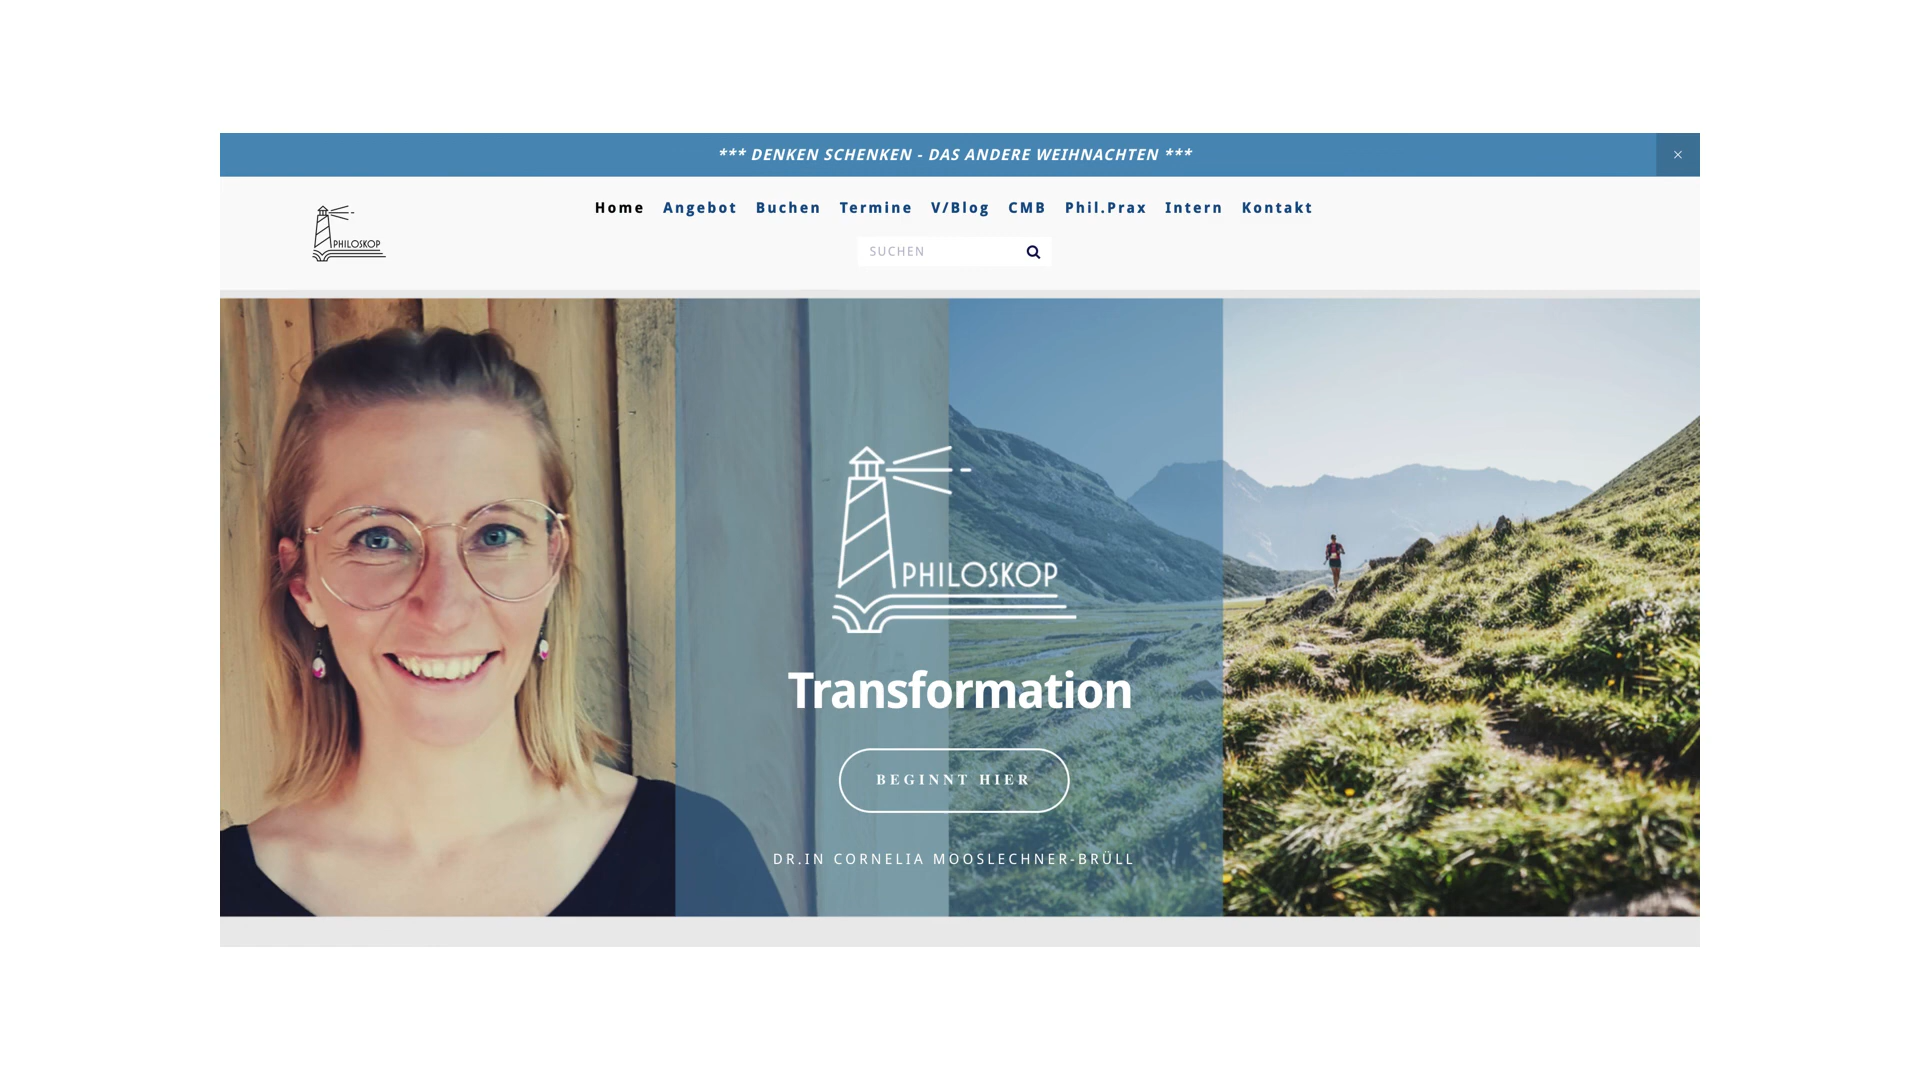 *** DENKEN SCHENKEN - DAS ANDERE WEIHNACHTEN ***
×
PHILOSKOP
Home Angebot Buchen Termine V/Blog CMB Phil.Prax Intern Kontakt
SUCHEN
PHILOSKOP
Transformation
BEGINNT HIER
DR.IN CORNELIA MOOSLECHNER-BRÜLL